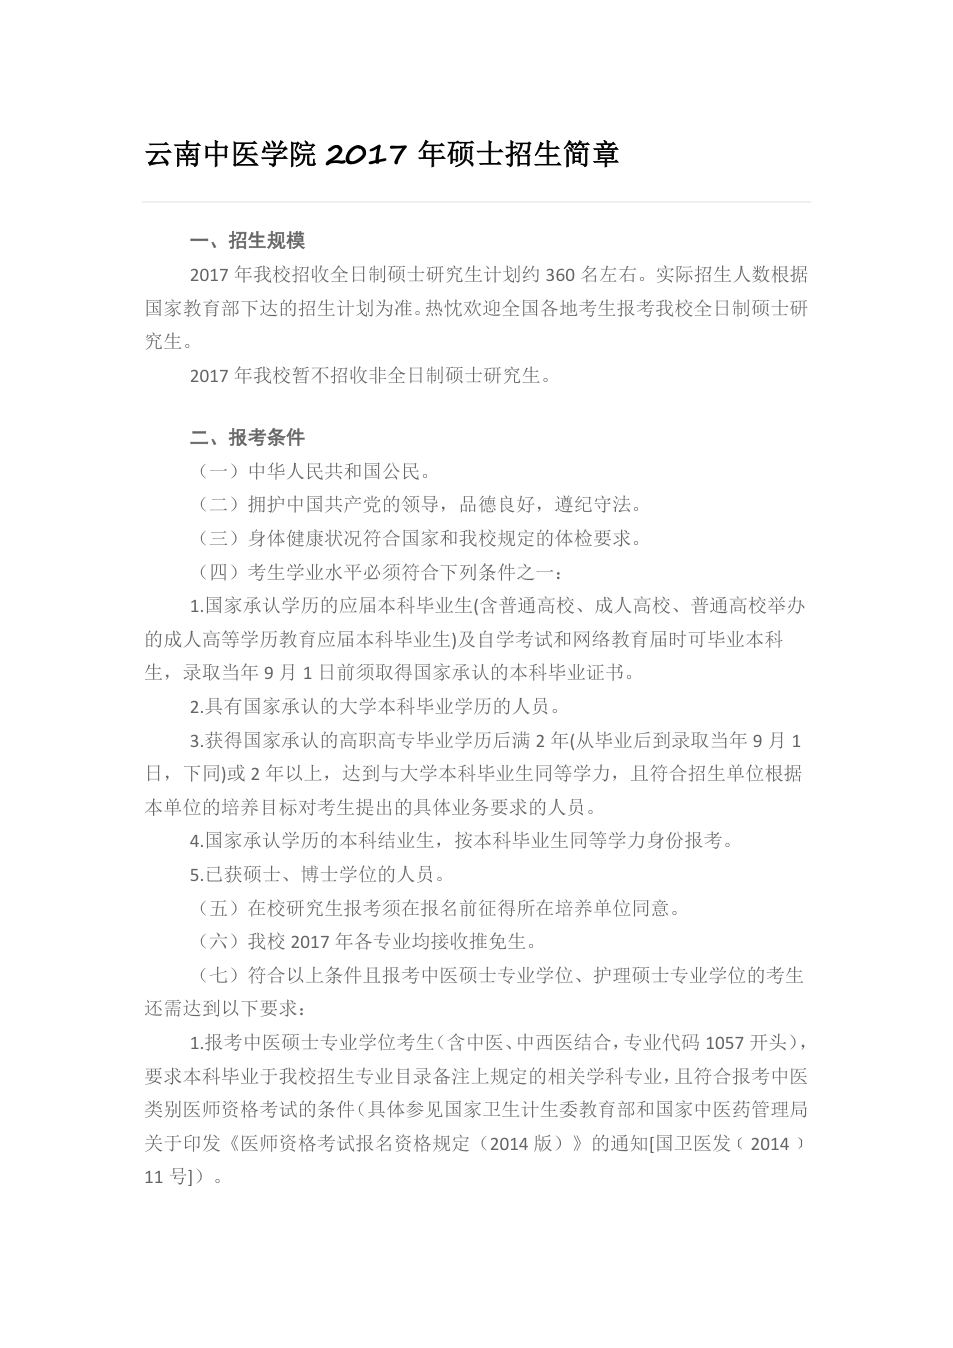 云南中医学院 2017 年硕士招生简章
一、招生规模
2017 年我校招收全日制硕士研究生计划约 360 名左右。实际招生人数根据
国家教育部下达的招生计划为准。热忱欢迎全国各地考生报考我校全日制硕士研
究生。
2017 年我校暂不招收非全日制硕士研究生。
二、报考条件
（一）中华人民共和国公民。
（二）拥护中国共产党的领导，品德良好，遵纪守法。
（三）身体健康状况符合国家和我校规定的体检要求。
（四）考生学业水平必须符合下列条件之一：
1.国家承认学历的应届本科毕业生(含普通高校、成人高校、普通高校举办
的成人高等学历教育应届本科毕业生)及自学考试和网络教育届时可毕业本科
生，录取当年 9 月 1 日前须取得国家承认的本科毕业证书。
2.具有国家承认的大学本科毕业学历的人员。
3.获得国家承认的高职高专毕业学历后满 2 年(从毕业后到录取当年 9 月 1
日，下同)或 2 年以上，达到与大学本科毕业生同等学力，且符合招生单位根据
本单位的培养目标对考生提出的具体业务要求的人员。
4.国家承认学历的本科结业生，按本科毕业生同等学力身份报考。
5.已获硕士、博士学位的人员。
（五）在校研究生报考须在报名前征得所在培养单位同意。
（六）我校 2017 年各专业均接收推免生。
（七）符合以上条件且报考中医硕士专业学位、护理硕士专业学位的考生
还需达到以下要求：
1.报考中医硕士专业学位考生（含中医、中西医结合，专业代码 1057 开头），
要求本科毕业于我校招生专业目录备注上规定的相关学科专业，且符合报考中医
类别医师资格考试的条件（具体参见国家卫生计生委教育部和国家中医药管理局
关于印发《医师资格考试报名资格规定（2014 版）》的通知[国卫医发﹝2014﹞
11 号]）。